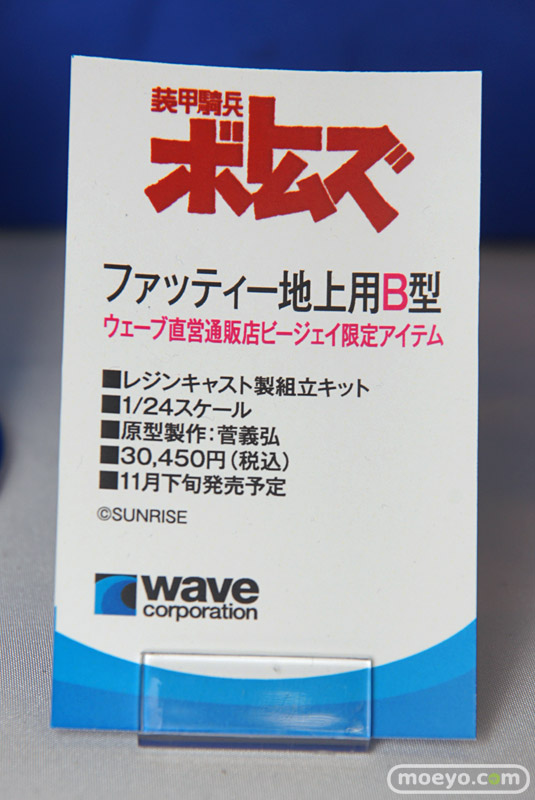 装甲騎兵
ボトムズ
ファッティー地上用B型
ウェーブ直営通販店ビージェイ限定アイテム
■レジンキャスト製組立キット
■1/24スケール
■原型製作：菅義弘
■30,450円（税込）
■11月下旬発売予定
©SUNRISE
wave
corporation
moeyo.com